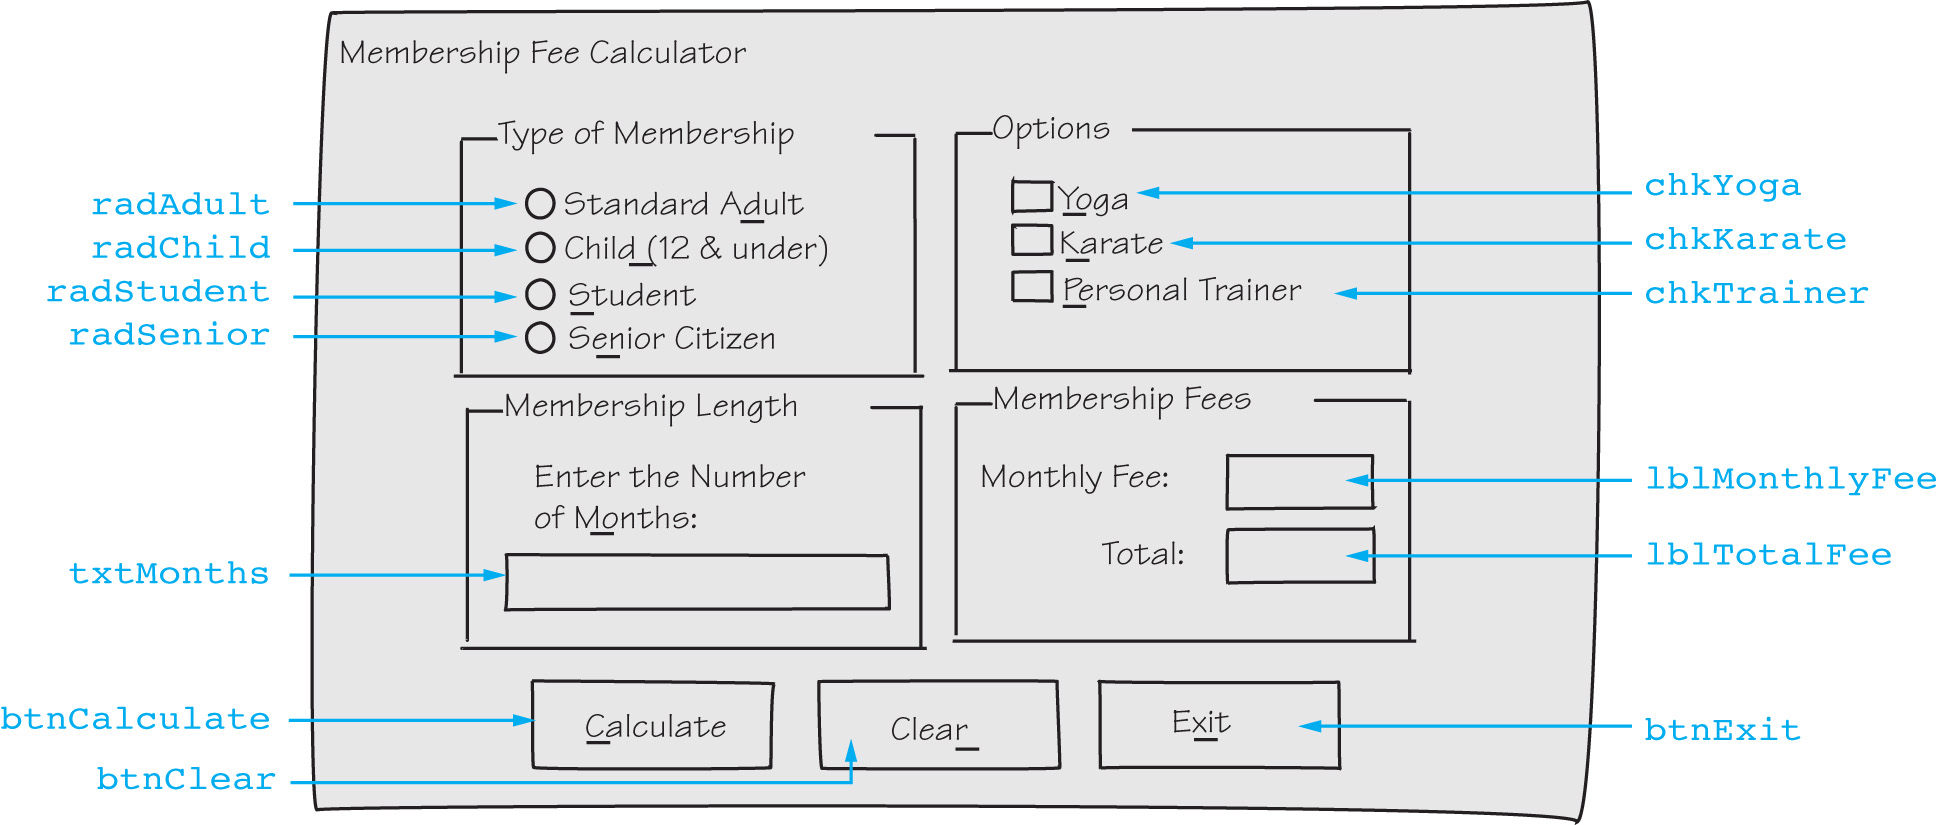 Membership Fee Calculator
Type of Membership
radAdult
Standard Adult
radChild
Child (12 & under)
radStudent
Student
radSenior
Senior Citizen
Options
Yoga
chkYoga
Karate
chkKarate
Personal Trainer
chkTrainer
Membership Length
Enter the Number
of Months:
txtMonths
Membership Fees
Monthly Fee:
lblMonthlyFee
Total:
lblTotalFee
btnCalculate
Calculate
Clear
btnClear
Exit
btnExit